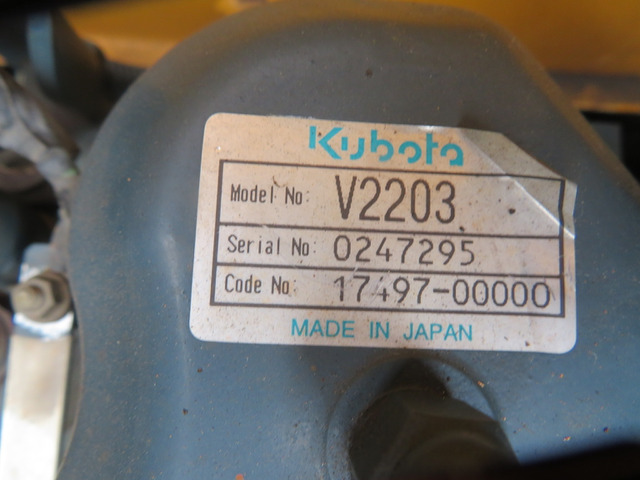 Kubota
Model No: V2203
Serial No: 0247295
Code No: 17497-00000
MADE IN JAPAN